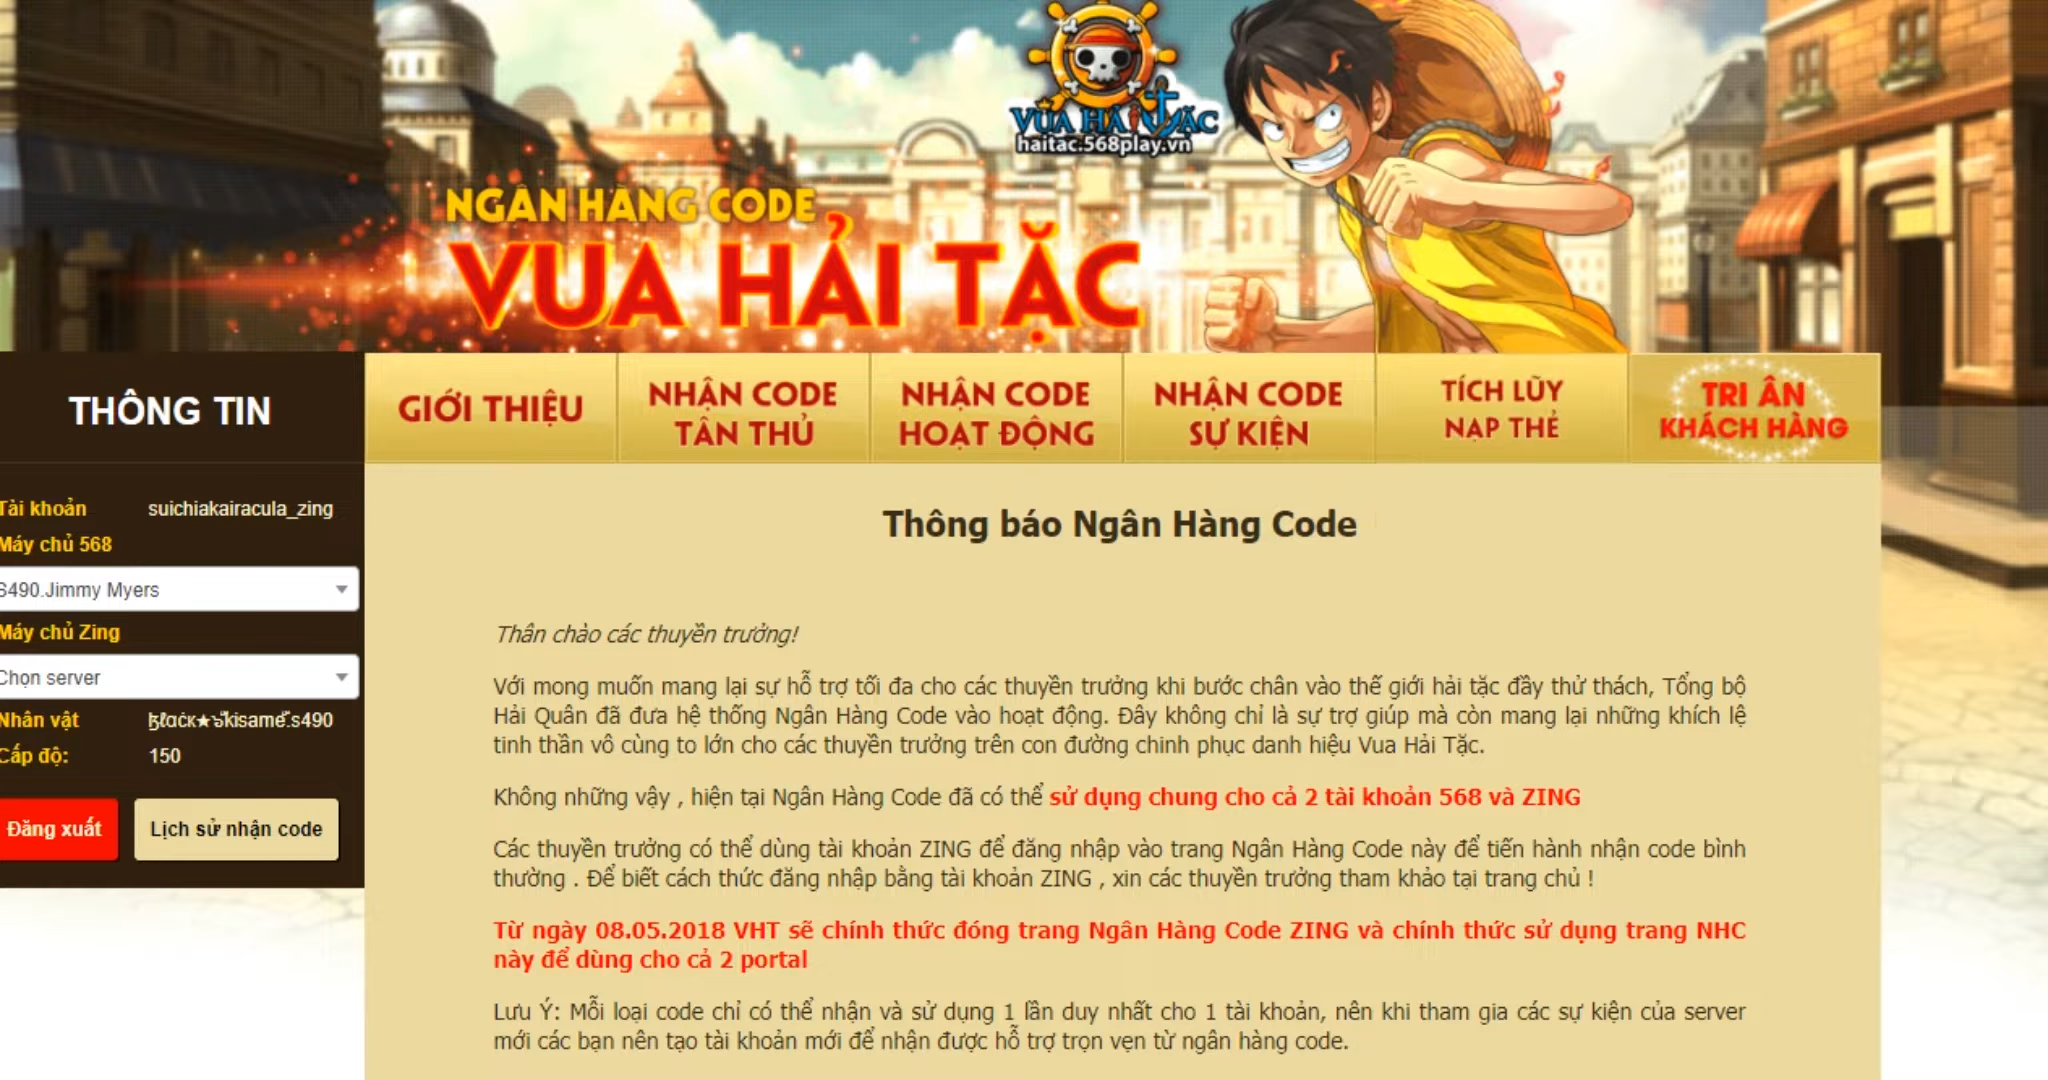 VUA HẢI TẶC
haitac.568play.vn
NGÂN HÀNG CODE
VUA HẢI TẶC
THÔNG TIN
GIỚI THIỆU
NHẬN CODE
TÂN THỦ
NHẬN CODE
HOẠT ĐỘNG
NHẬN CODE
SỰ KIỆN
TÍCH LŨY
NẠP THẺ
TRI ÂN
KHÁCH HÀNG
Tài khoản suichiakairacula_zing
Máy chủ 568
S490.Jimmy Myers
Máy chủ Zing
Chọn server
Nhân vật
Cấp độ: 150
Đăng xuất
Lịch sử nhận code
Thông báo Ngân Hàng Code
Thân chào các thuyền trưởng!
Với mong muốn mang lại sự hỗ trợ tối đa cho các thuyền trưởng khi bước chân vào thế giới hải tặc đầy thử thách, Tổng bộ
Hải Quân đã đưa hệ thống Ngân Hàng Code vào hoạt động. Đây không chỉ là sự trợ giúp mà còn mang lại những khích lệ
tinh thần vô cùng to lớn cho các thuyền trưởng trên con đường chinh phục danh hiệu Vua Hải Tặc.
Không những vậy , hiện tại Ngân Hàng Code đã có thể sử dụng chung cho cả 2 tài khoản 568 và ZING
Các thuyền trưởng có thể dùng tài khoản ZING để đăng nhập vào trang Ngân Hàng Code này để tiến hành nhận code bình
thường . Để biết cách thức đăng nhập bằng tài khoản ZING , xin các thuyền trưởng tham khảo tại trang chủ !
Từ ngày 08.05.2018 VHT sẽ chính thức đóng trang Ngân Hàng Code ZING và chính thức sử dụng trang NHC
này để dùng cho cả 2 portal
Lưu Ý: Mỗi loại code chỉ có thể nhận và sử dụng 1 lần duy nhất cho 1 tài khoản, nên khi tham gia các sự kiện của server
mới các bạn nên tạo tài khoản mới để nhận được hỗ trợ trọn vẹn từ ngân hàng code.